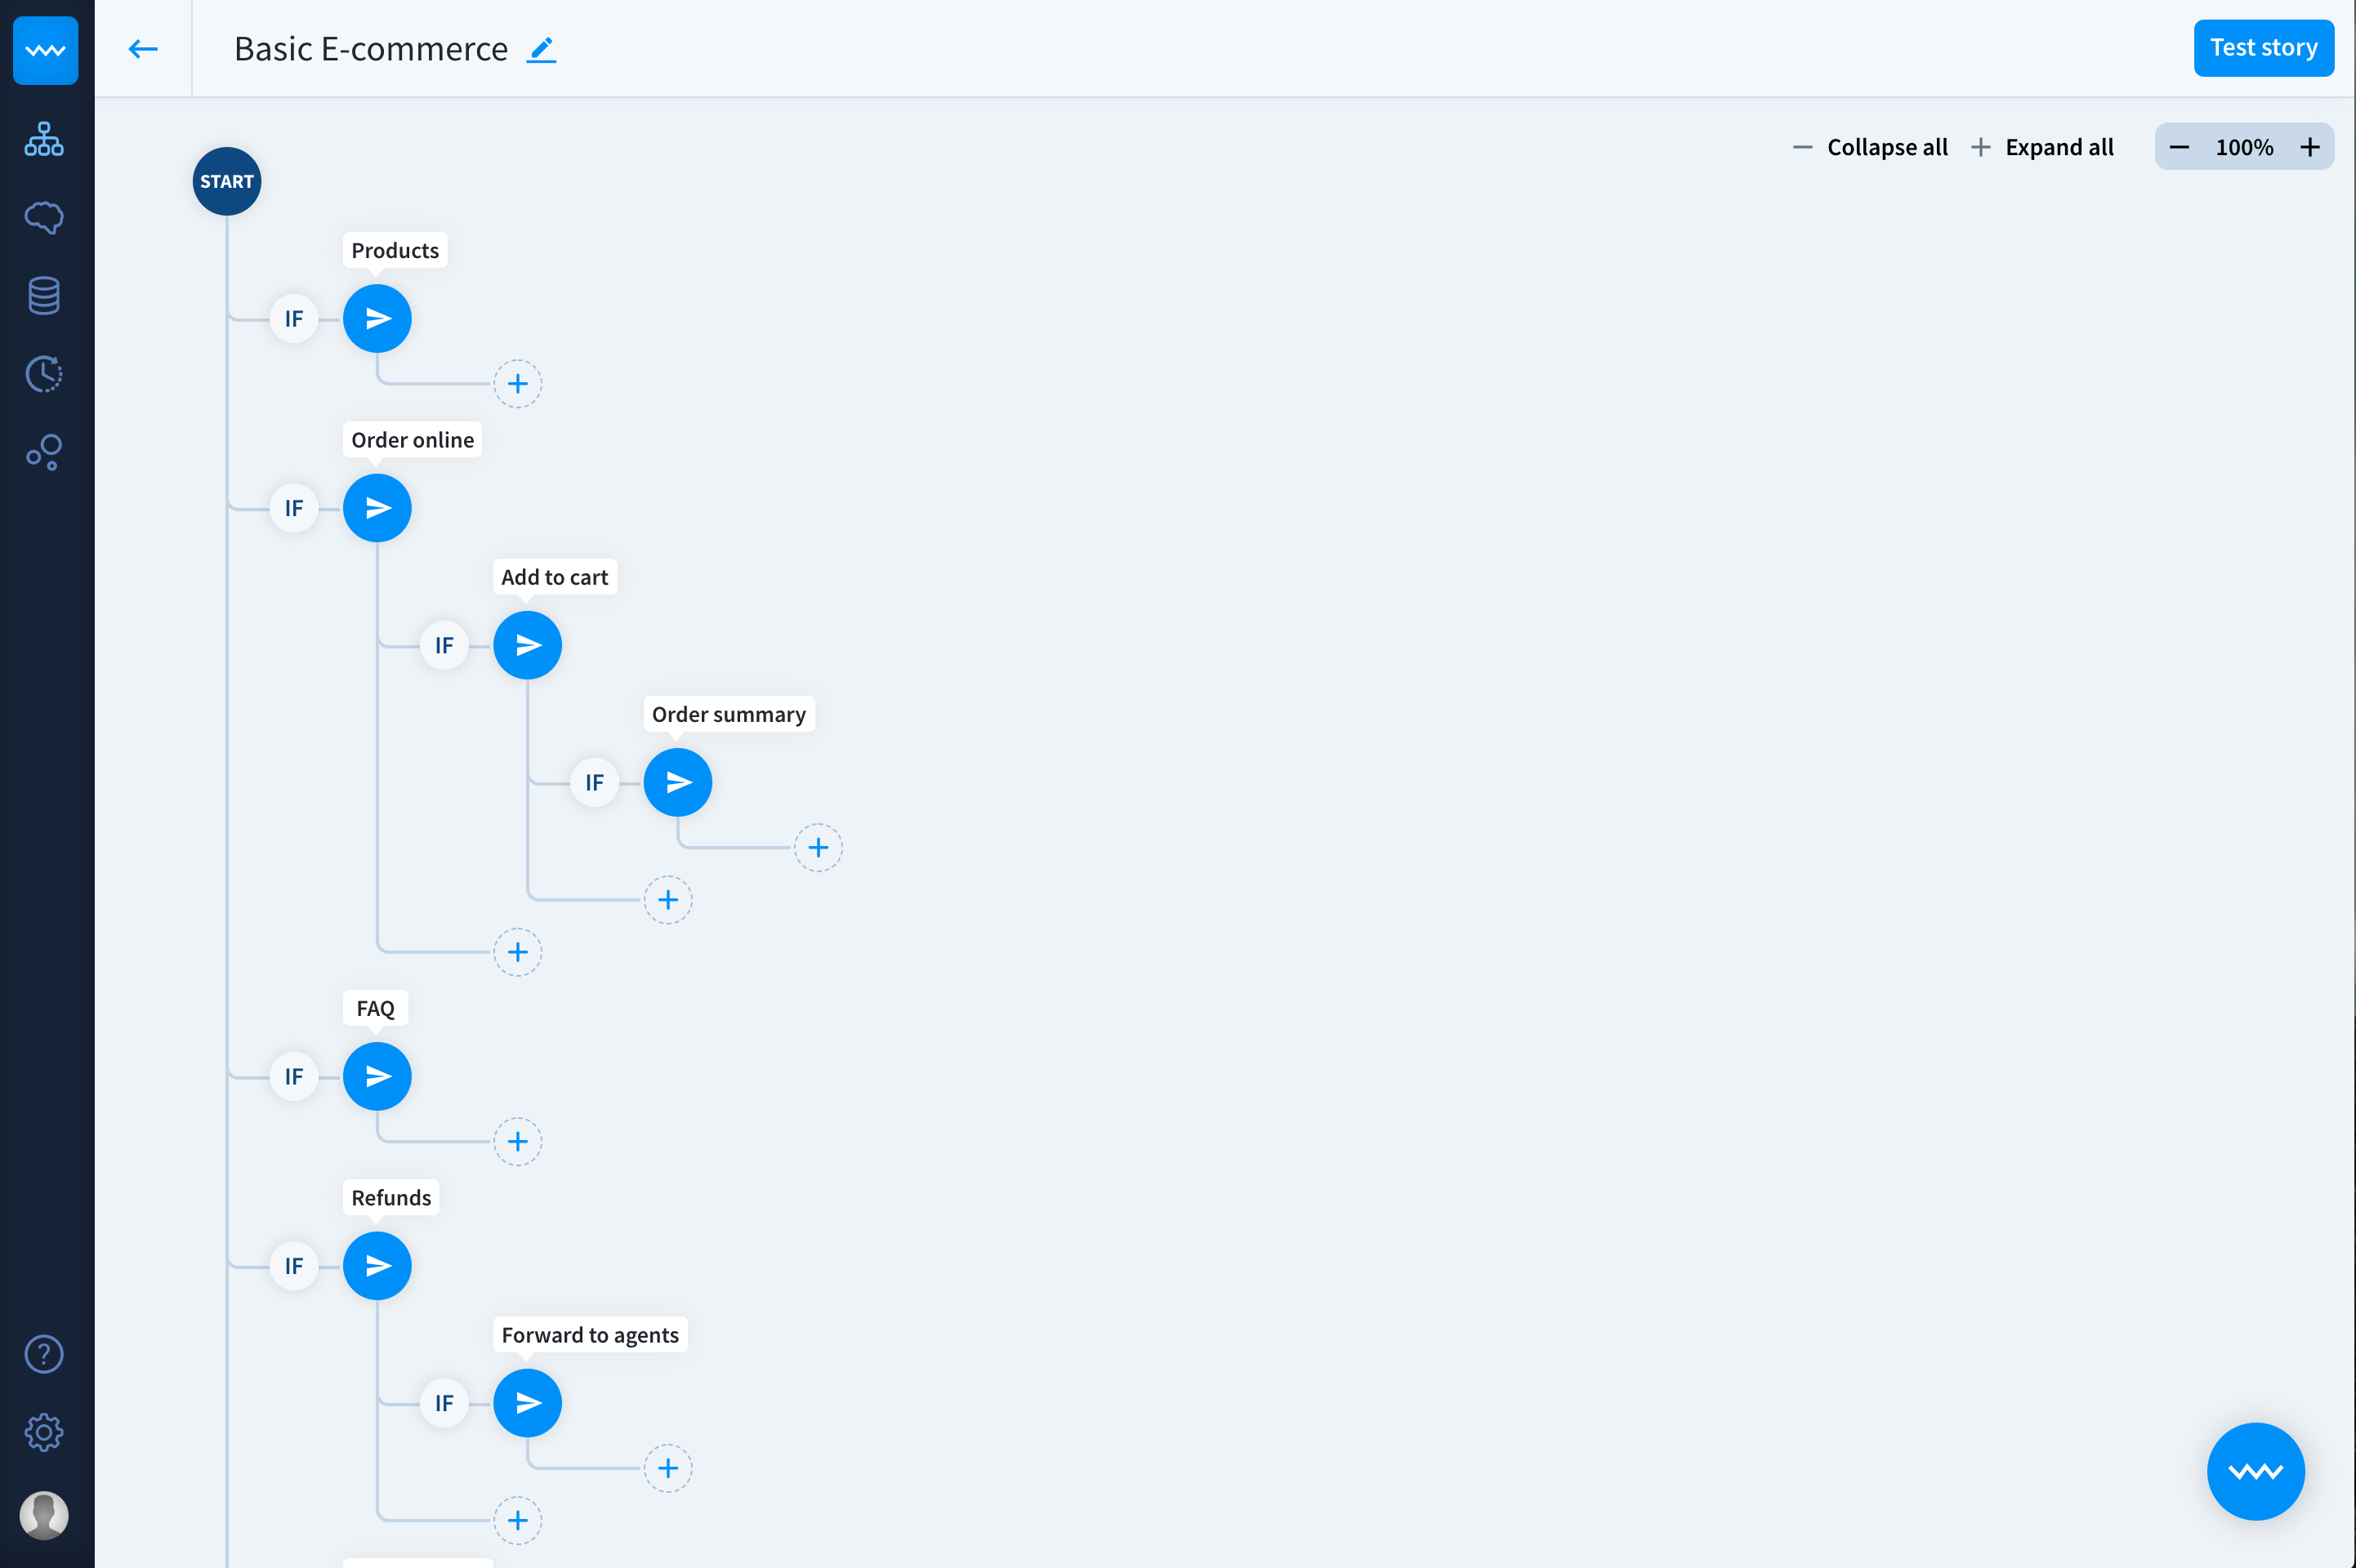 Basic E-commerce
Test story
Collapse all
Expand all
100%
START
Products
IF
Order online
IF
Add to cart
IF
Order summary
IF
FAQ
IF
Refunds
IF
Forward to agents
IF
?